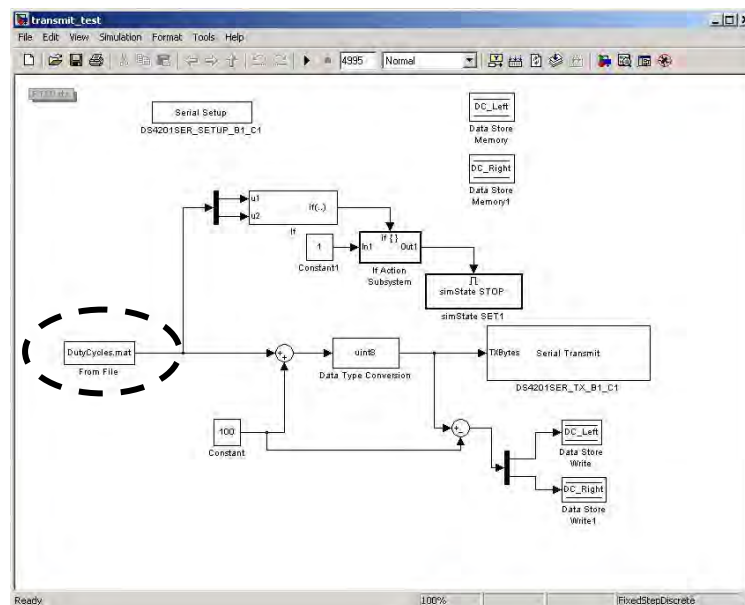 transmit_test
File Edit View Simulation Format Tools Help
4995 Normal
Serial Setup
DS4201SER_SETUP_B1_C1
DC_Left
Data Store
Memory
DC_Right
Data Store
Memory1
u1
u2
If(..)
If
1
Constant1
if { }
In1 Out1
If Action
Subsystem
simState STOP
simState SET1
DutyCycles.mat
From File
uint8
Data Type Conversion
TXBytes Serial Transmit
DS4201SER_TX_B1_C1
100
Constant
DC_Left
Data Store
Write
DC_Right
Data Store
Write1
Ready 100% FixedStepDiscrete